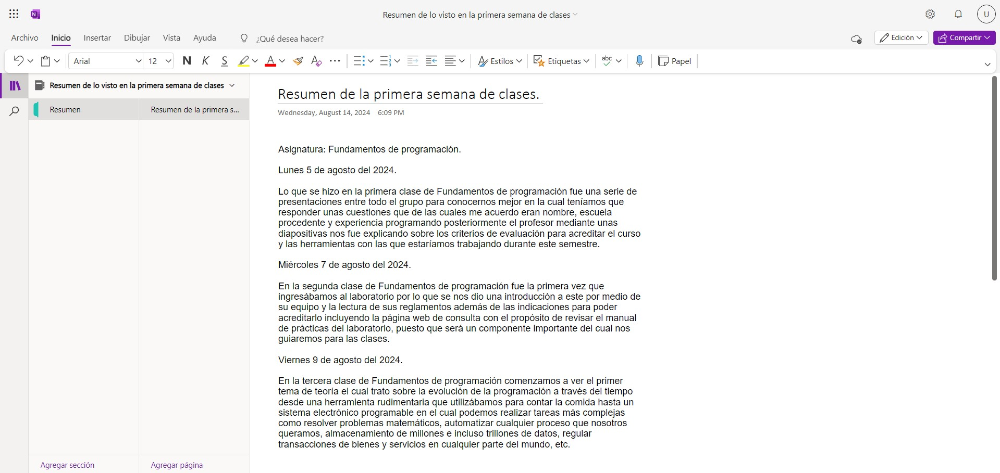 Resumen de lo visto en la primera semana de clases
U
Archivo Inicio Insertar Dibujar Vista Ayuda ¿Qué desea hacer? Edición Compartir
Arial 12 N K S A A Estilos Etiquetas abc Papel
Resumen de lo visto en la primera semana de clases
Resumen Resumen de la primera s...
Resumen de la primera semana de clases.
Wednesday, August 14, 2024 6:09 PM
Asignatura: Fundamentos de programación.
Lunes 5 de agosto del 2024.
Lo que se hizo en la primera clase de Fundamentos de programación fue una serie de
presentaciones entre todo el grupo para conocernos mejor en la cual teníamos que
responder unas cuestiones que de las cuales me acuerdo eran nombre, escuela
procedente y experiencia programando posteriormente el profesor mediante unas
diapositivas nos fue explicando sobre los criterios de evaluación para acreditar el curso
y las herramientas con las que estaríamos trabajando durante este semestre.
Miércoles 7 de agosto del 2024.
En la segunda clase de Fundamentos de programación fue la primera vez que
ingresábamos al laboratorio por lo que se nos dio una introducción a este por medio de
su equipo y la lectura de sus reglamentos además de las indicaciones para poder
acreditarlo incluyendo la página web de consulta con el propósito de revisar el manual
de prácticas del laboratorio, puesto que será un componente importante del cual nos
guiaremos para las clases.
Viernes 9 de agosto del 2024.
En la tercera clase de Fundamentos de programación comenzamos a ver el primer
tema de teoría el cual trato sobre la evolución de la programación a través del tiempo
desde una herramienta rudimentaria que utilizábamos para contar la comida hasta un
sistema electrónico programable en el cual podemos realizar tareas más complejas
como resolver problemas matemáticos, automatizar cualquier proceso que nosotros
queramos, almacenamiento de millones e incluso trillones de datos, regular
transacciones de bienes y servicios en cualquier parte del mundo, etc.
Agregar sección Agregar página